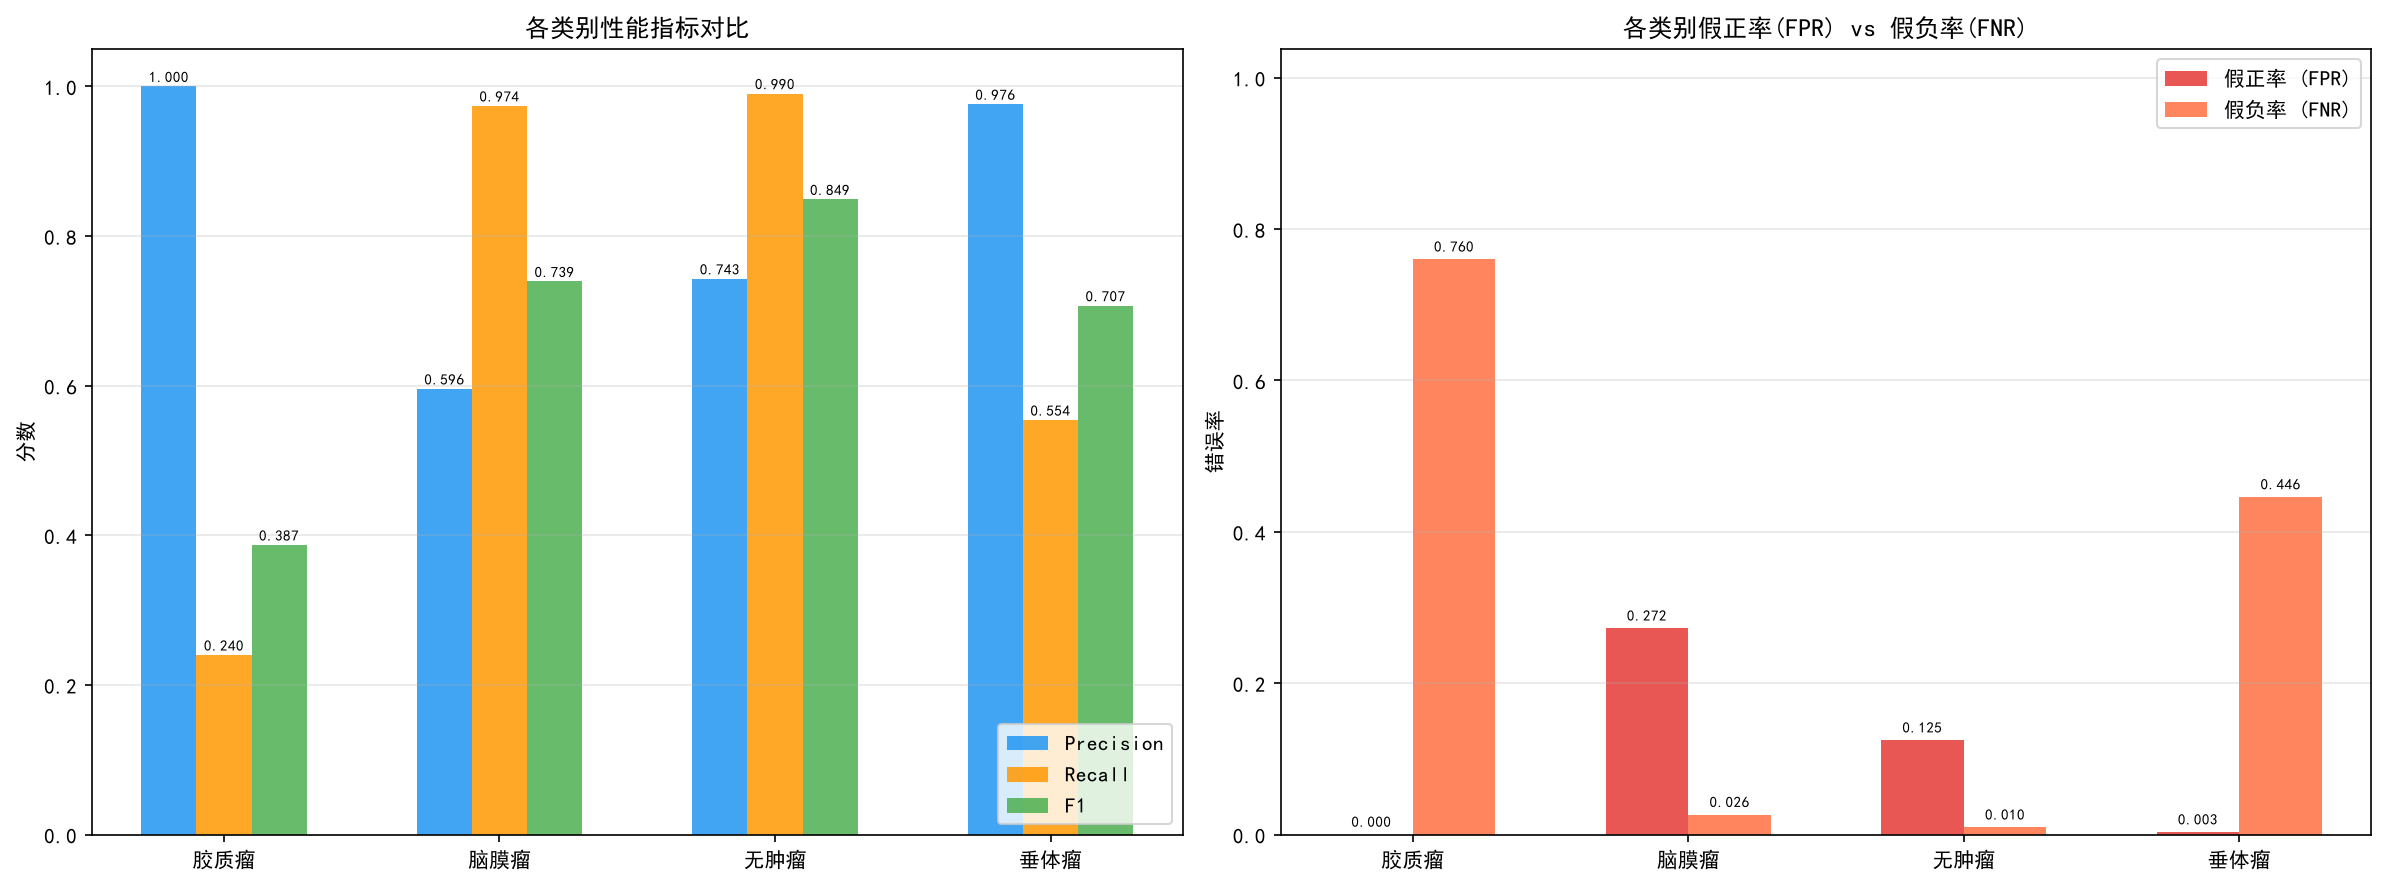 各类别性能指标对比
分数
1.0
0.8
0.6
0.4
0.2
0.0
1.000
0.240
0.387
0.596
0.974
0.739
0.743
0.990
0.849
0.976
0.554
0.707
Precision
Recall
F1
胶质瘤
脑膜瘤
无肿瘤
垂体瘤
各类别假正率(FPR) vs 假负率(FNR)
错误率
1.0
0.8
0.6
0.4
0.2
0.0
假正率 (FPR)
假负率 (FNR)
0.000
0.760
0.272
0.026
0.125
0.010
0.003
0.446
胶质瘤
脑膜瘤
无肿瘤
垂体瘤